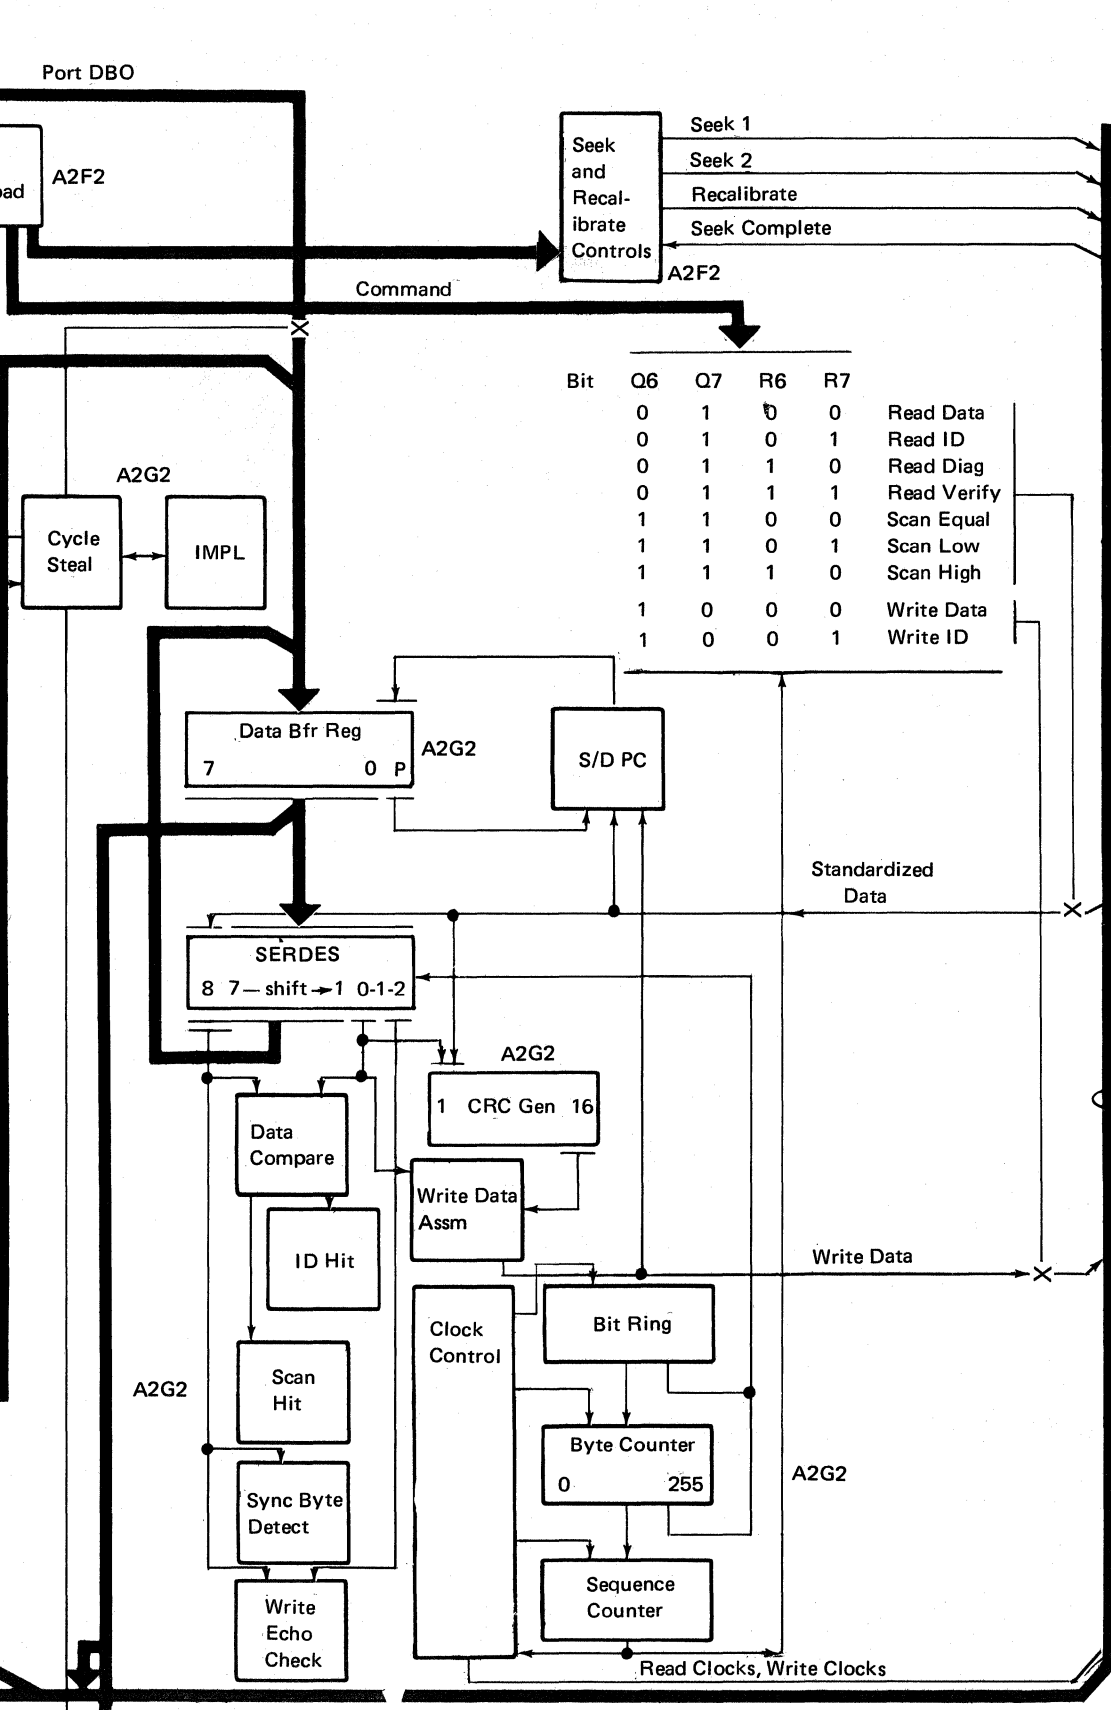 Port DBO
A2F2
Seek
and
Recal-
ibrate
Controls
Seek 1
Seek 2
Recalibrate
Seek Complete
A2F2
Command
Bit Q6 Q7 R6 R7
0 1 0 0 Read Data
0 1 0 1 Read ID
0 1 1 0 Read Diag
0 1 1 1 Read Verify
1 1 0 0 Scan Equal
1 1 0 1 Scan Low
1 1 1 0 Scan High
1 0 0 0 Write Data
1 0 0 1 Write ID
A2G2
Cycle
Steal
IMPL
Data Bfr Reg
7 0 P
A2G2
S/D PC
Standardized
Data
SERDES
8 7 — shift → 1 0-1-2
A2G2
1 CRC Gen 16
Data
Compare
Write Data
Assm
ID Hit
Write Data
Clock
Control
Bit Ring
A2G2
Scan
Hit
Byte Counter
0 255
A2G2
Sync Byte
Detect
Sequence
Counter
Write
Echo
Check
Read Clocks, Write Clocks